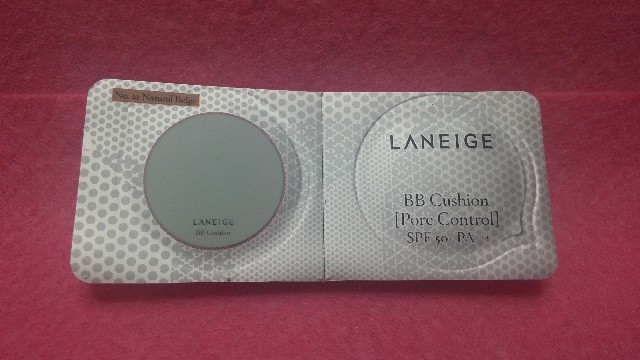 No. 21 Natural Beige
LANEIGE
BB Cushion
LANEIGE
BB Cushion
[Pore Control]
SPF 50+ PA+++